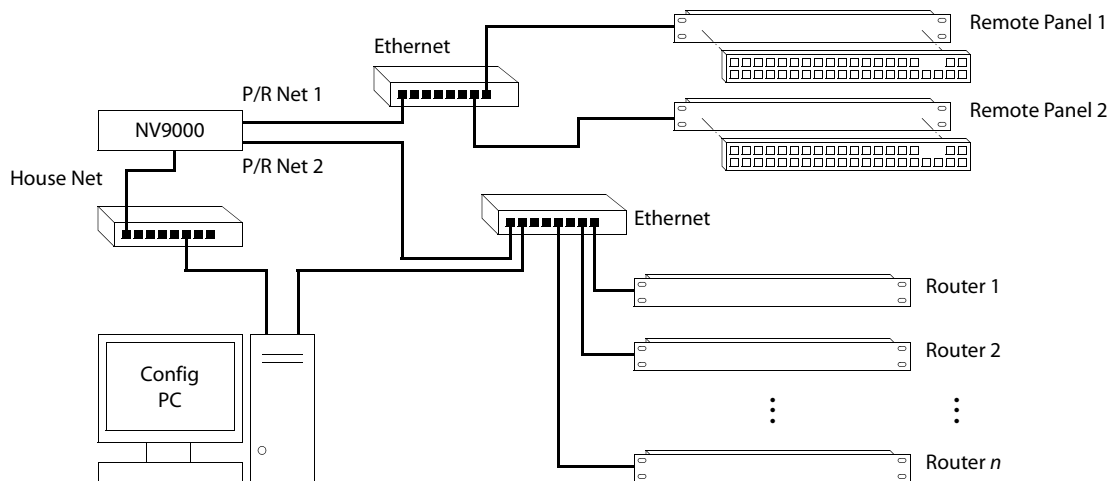 Remote Panel 1
Ethernet
P/R Net 1
Remote Panel 2
NV9000
P/R Net 2
House Net
Ethernet
Router 1
Router 2
Config
PC
Router n